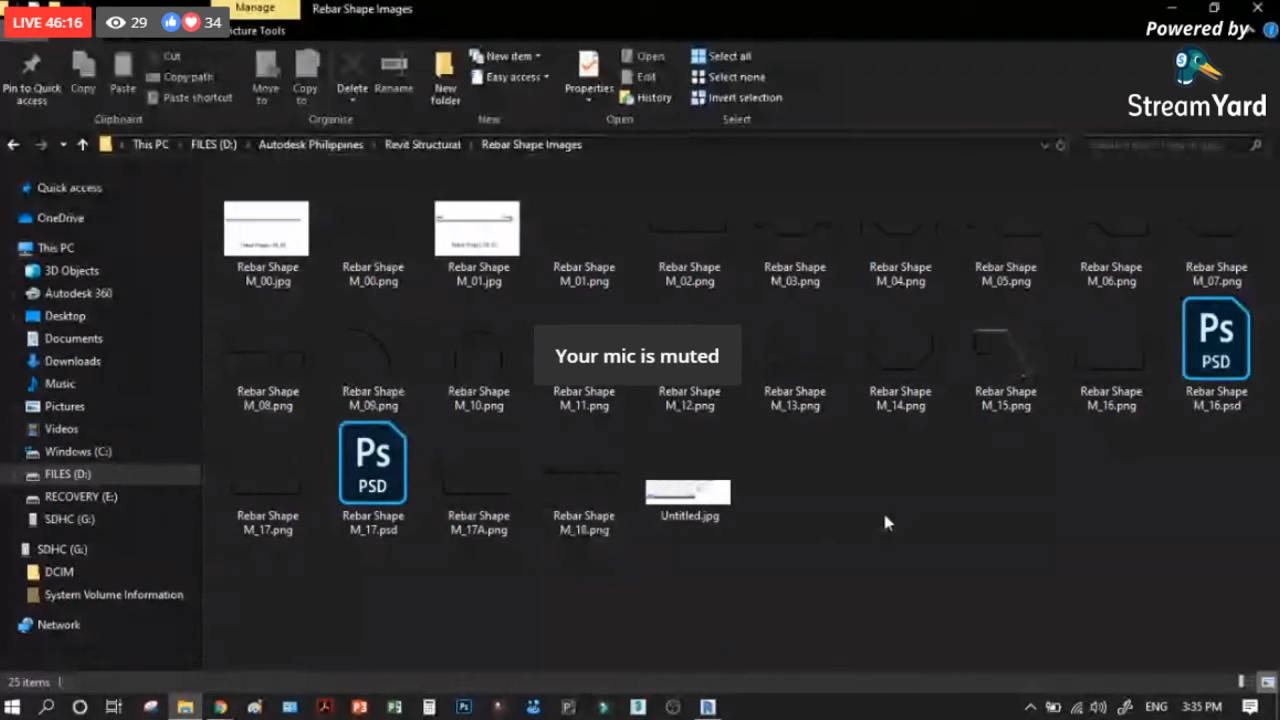 LIVE 46:16
29
34
Manage
Rebar Shape Images
Picture Tools
Powered by
StreamYard
Pin to Quick access
Copy
Paste
Cut
Copy path
Paste shortcut
Clipboard
Move to
Copy to
Delete
Rename
Organise
New folder
New item
Easy access
New
Properties
Open
Edit
History
Open
Select all
Select none
Invert selection
Select
This PC
FILES (D:)
Autodesk Philippines
Revit Structural
Rebar Shape Images
Quick access
OneDrive
This PC
3D Objects
Autodesk 360
Desktop
Documents
Downloads
Music
Pictures
Videos
Windows (C:)
FILES (D:)
RECOVERY (E:)
SDHC (G:)
SDHC (G:)
DCIM
System Volume Information
Network
Rebar Shape M_00.jpg
Rebar Shape M_00.png
Rebar Shape M_01.jpg
Rebar Shape M_01.png
Rebar Shape M_02.png
Rebar Shape M_03.png
Rebar Shape M_04.png
Rebar Shape M_05.png
Rebar Shape M_06.png
Rebar Shape M_07.png
Rebar Shape M_08.png
Rebar Shape M_09.png
Rebar Shape M_10.png
Rebar Shape M_11.png
Rebar Shape M_12.png
Rebar Shape M_13.png
Rebar Shape M_14.png
Rebar Shape M_15.png
Rebar Shape M_16.png
Ps
PSD
Rebar Shape M_16.psd
Your mic is muted
Rebar Shape M_17.png
Ps
PSD
Rebar Shape M_17.psd
Rebar Shape M_17A.png
Rebar Shape M_18.png
Untitled.jpg
25 items
ENG
3:35 PM